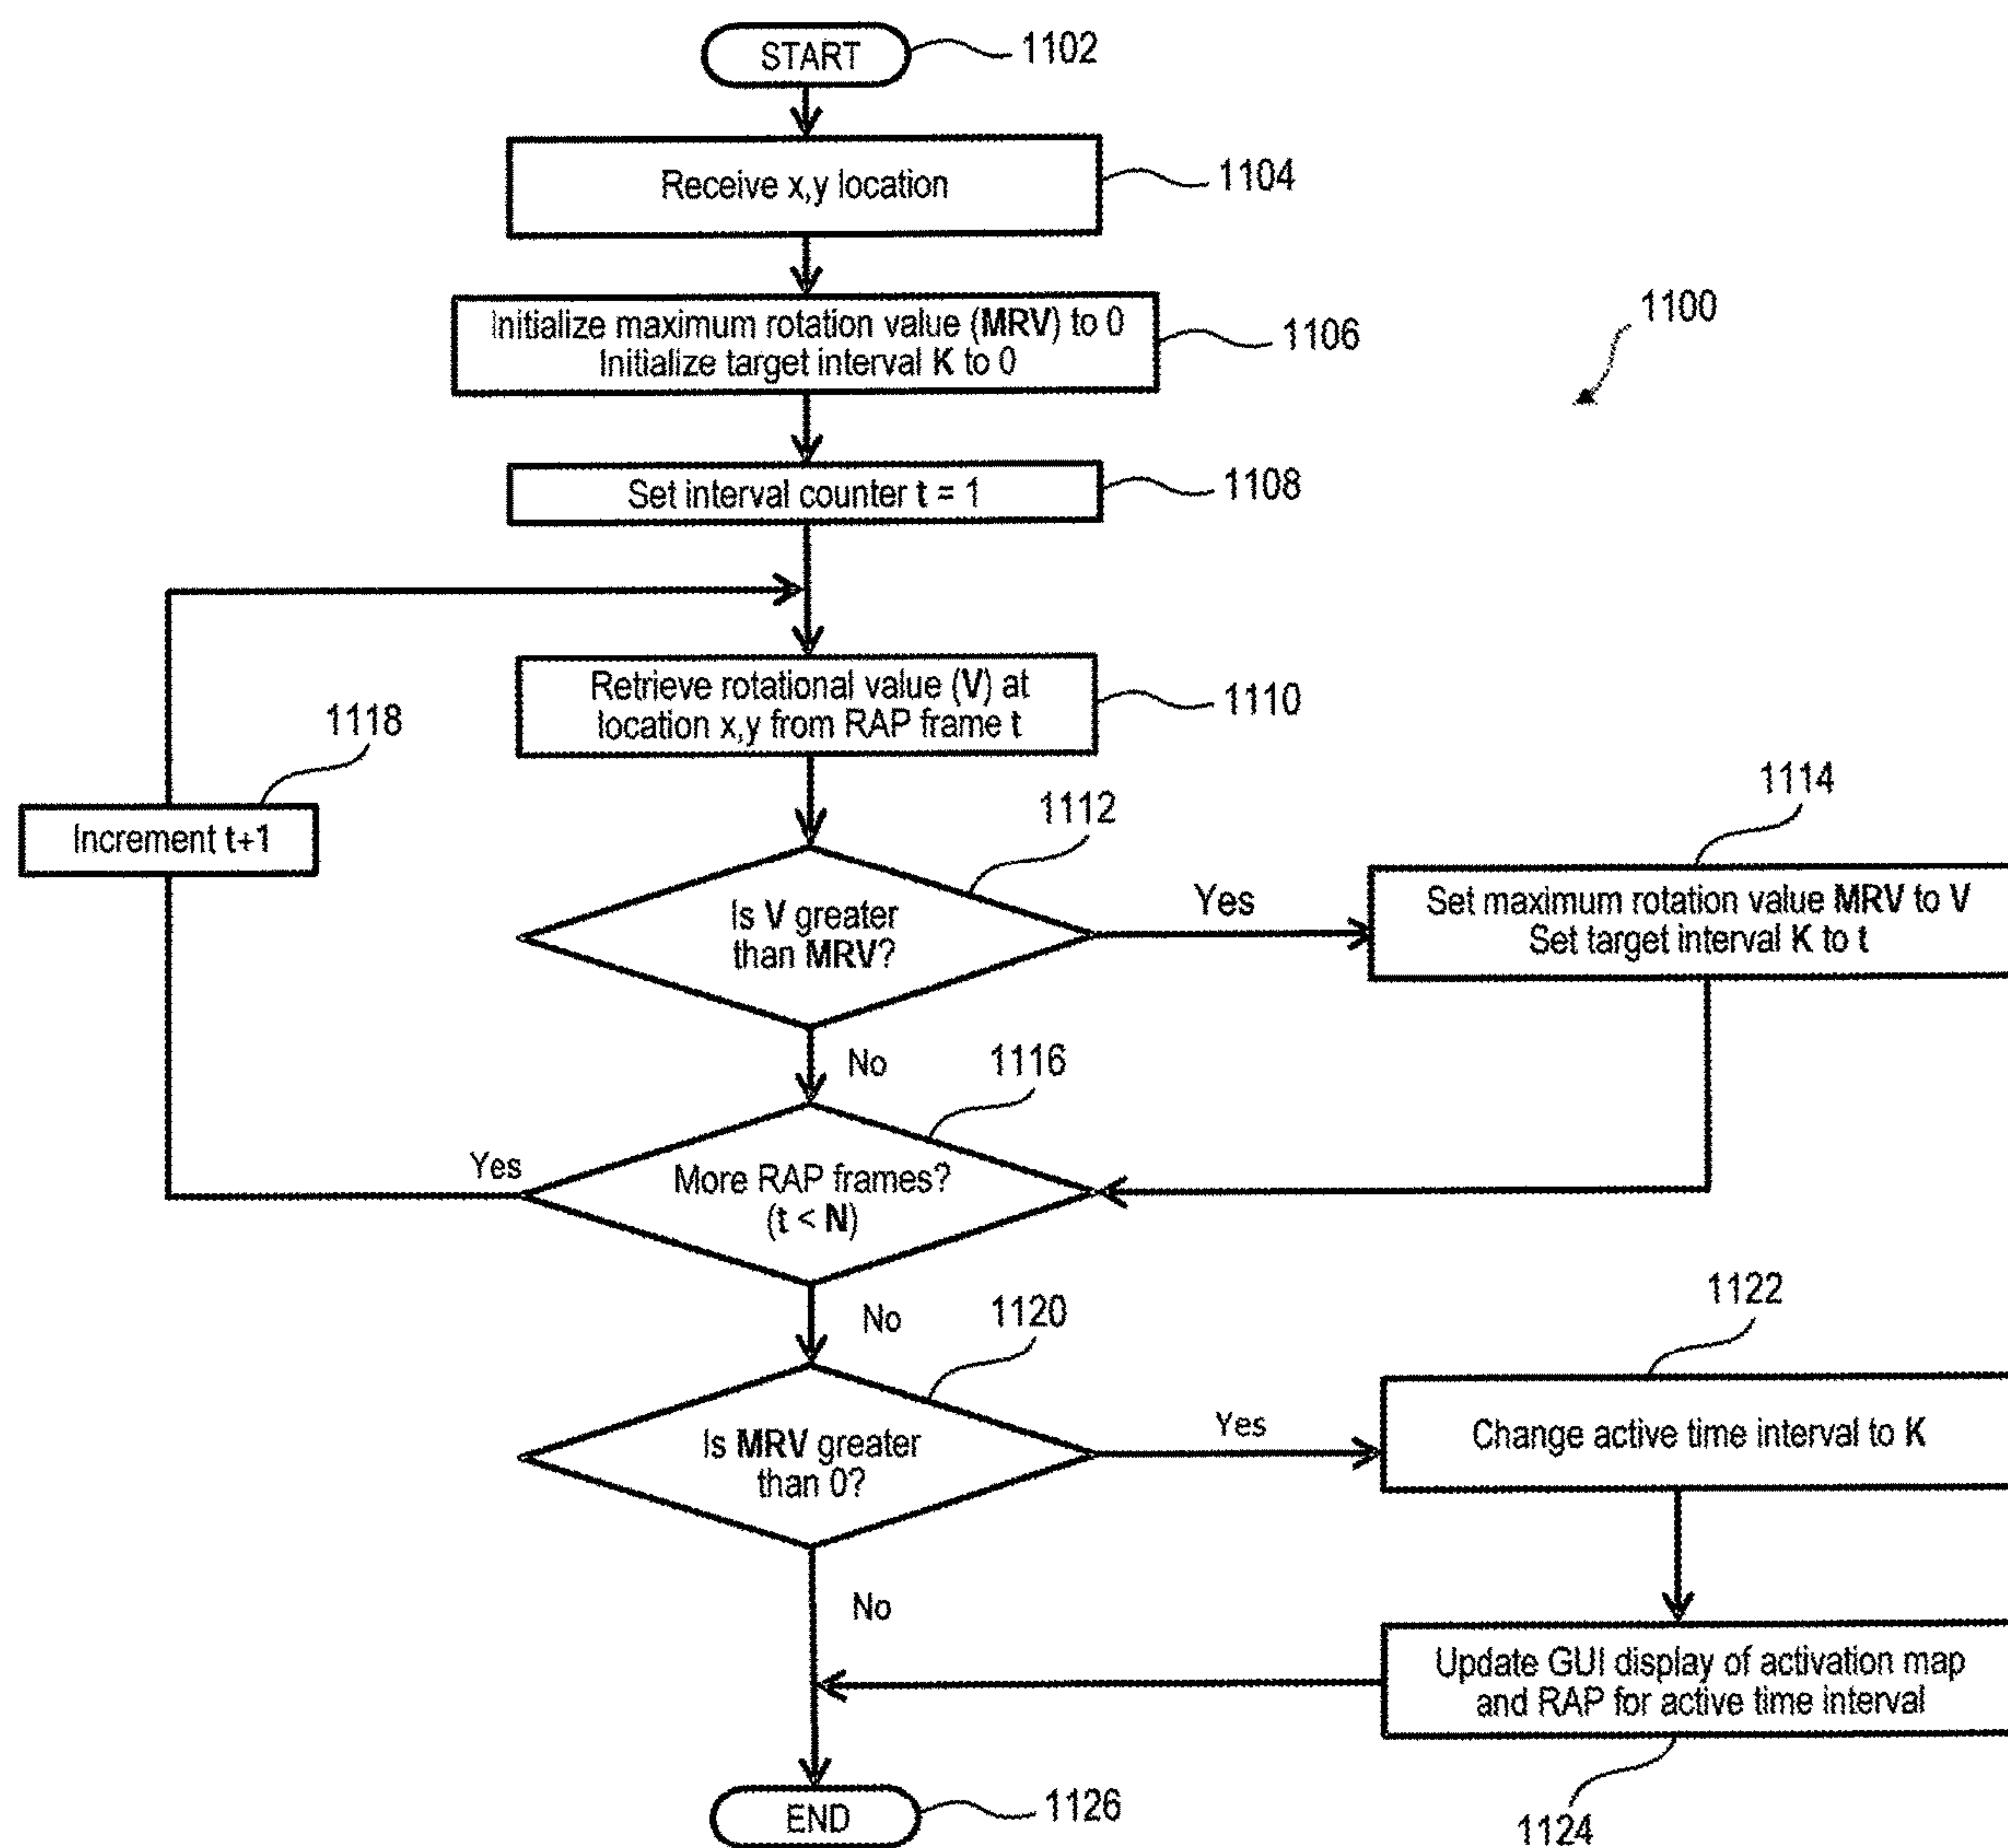 START
1102
Receive x,y location
1104
Initialize maximum rotation value (MRV) to 0
Initialize target interval K to 0
1106
1100
Set interval counter t = 1
1108
Retrieve rotational value (V) at
location x,y from RAP frame t
1110
1118
Increment t+1
1112
Is V greater
than MRV?
Yes
1114
Set maximum rotation value MRV to V
Set target interval K to t
No
1116
Yes
More RAP frames?
(t < N)
No
1120
Is MRV greater
than 0?
Yes
1122
Change active time interval to K
No
Update GUI display of activation map
and RAP for active time interval
1124
END
1126